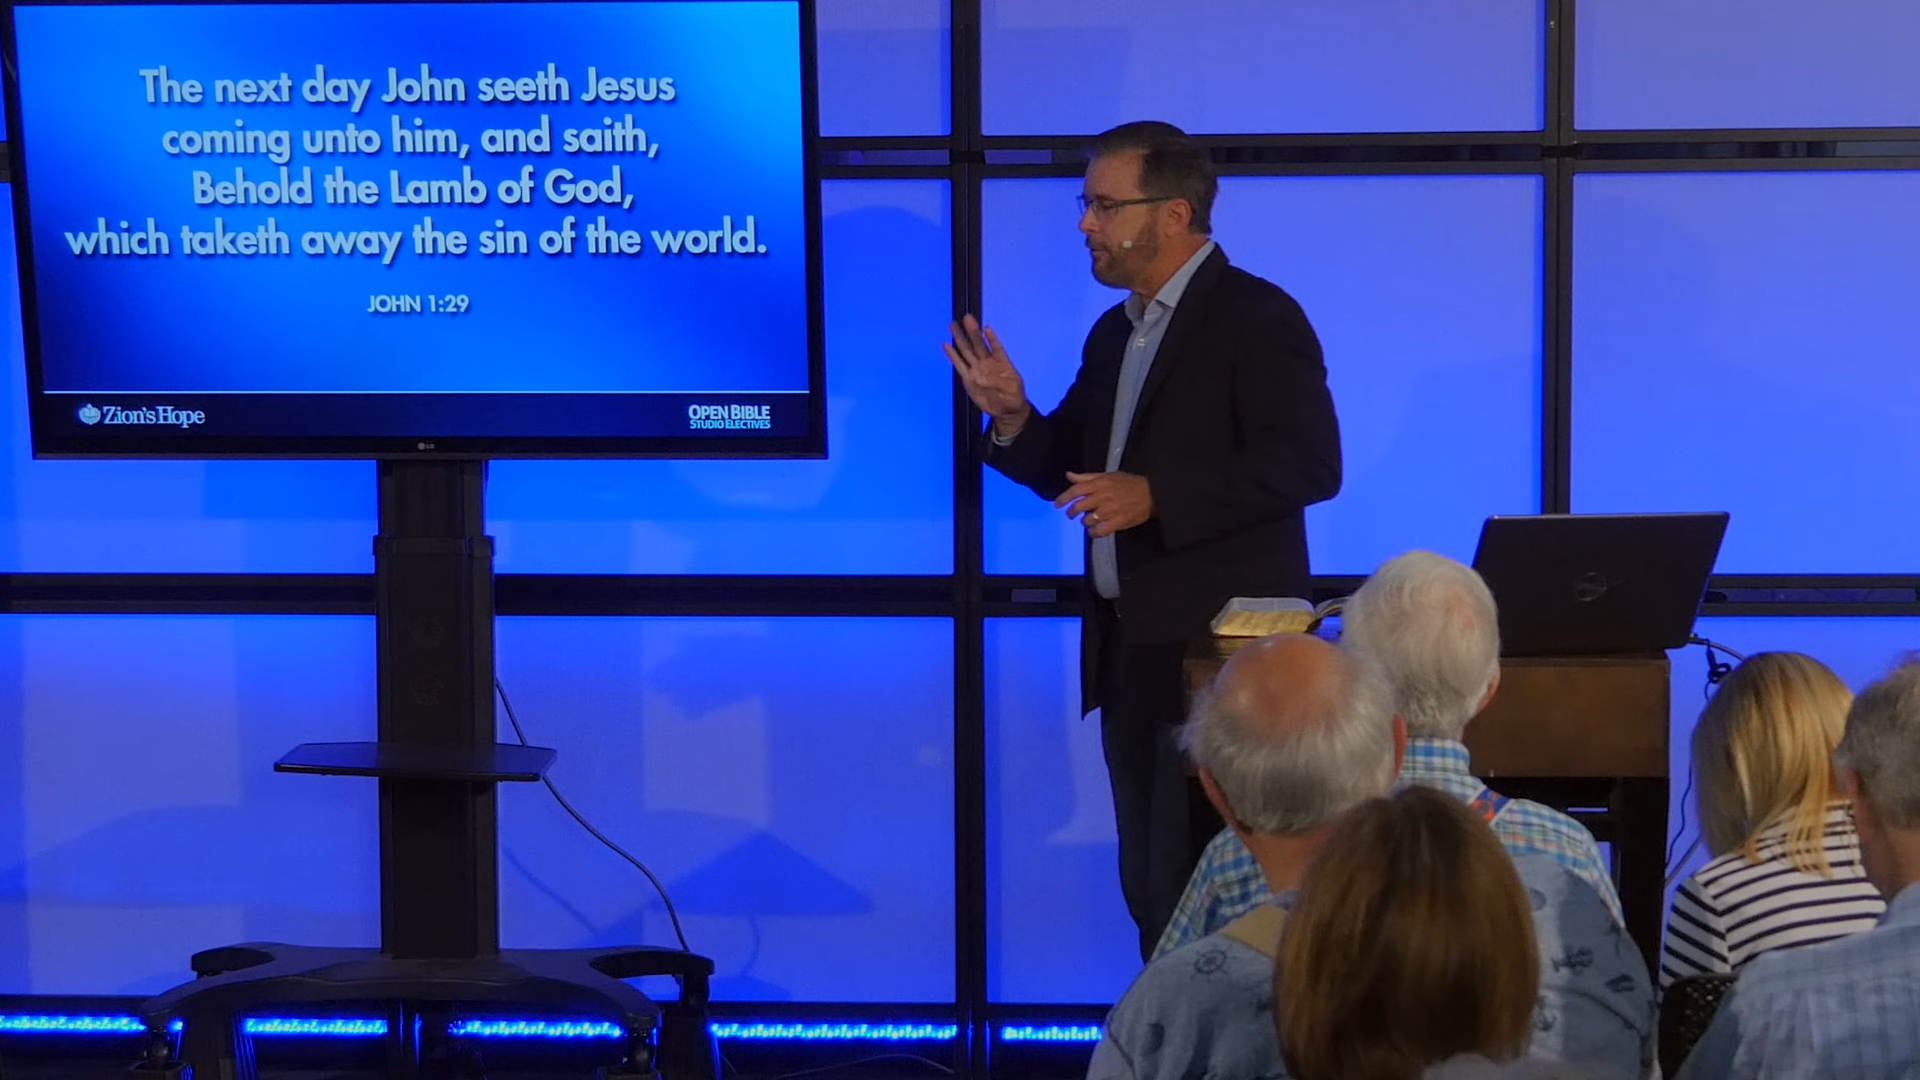 The next day John seeth Jesus
coming unto him, and saith,
Behold the Lamb of God,
which taketh away the sin of the world.
JOHN 1:29
Zion's Hope
OPEN BIBLE
STUDIO ELECTIVES
LG